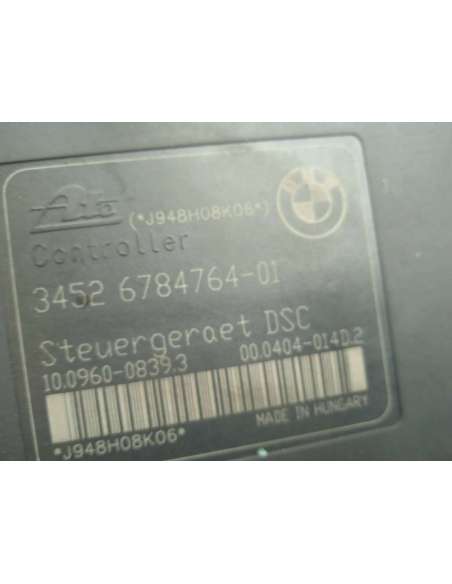 Ate (*J948H08K06*) BMW
Controller
3452 6784764-01
Steuergeraet DSC
10.0960-0839.3 00.0404-014D.2
MADE IN HUNGARY
*J948H08K06*